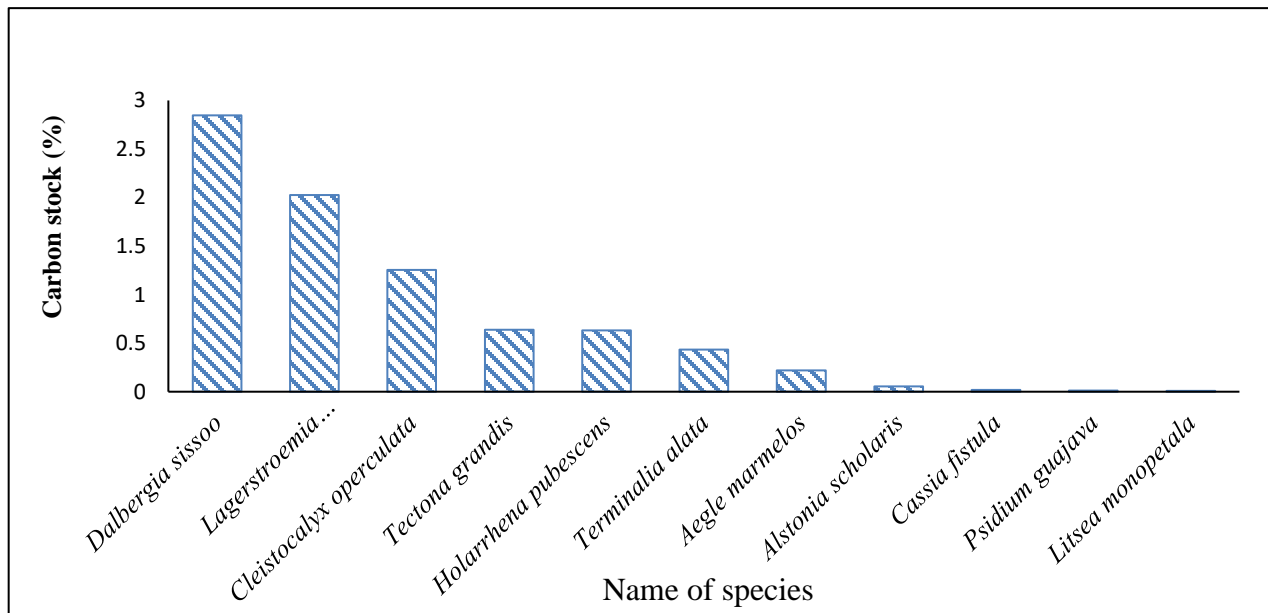 Carbon stock (%)
3
2.5
2
1.5
1
0.5
0
Dalbergia sissoo
Lagerstroemia...
Cleistocalyx operculata
Tectona grandis
Holarrhena pubescens
Terminalia alata
Aegle marmelos
Alstonia scholaris
Cassia fistula
Psidium guajava
Litsea monopetala
Name of species